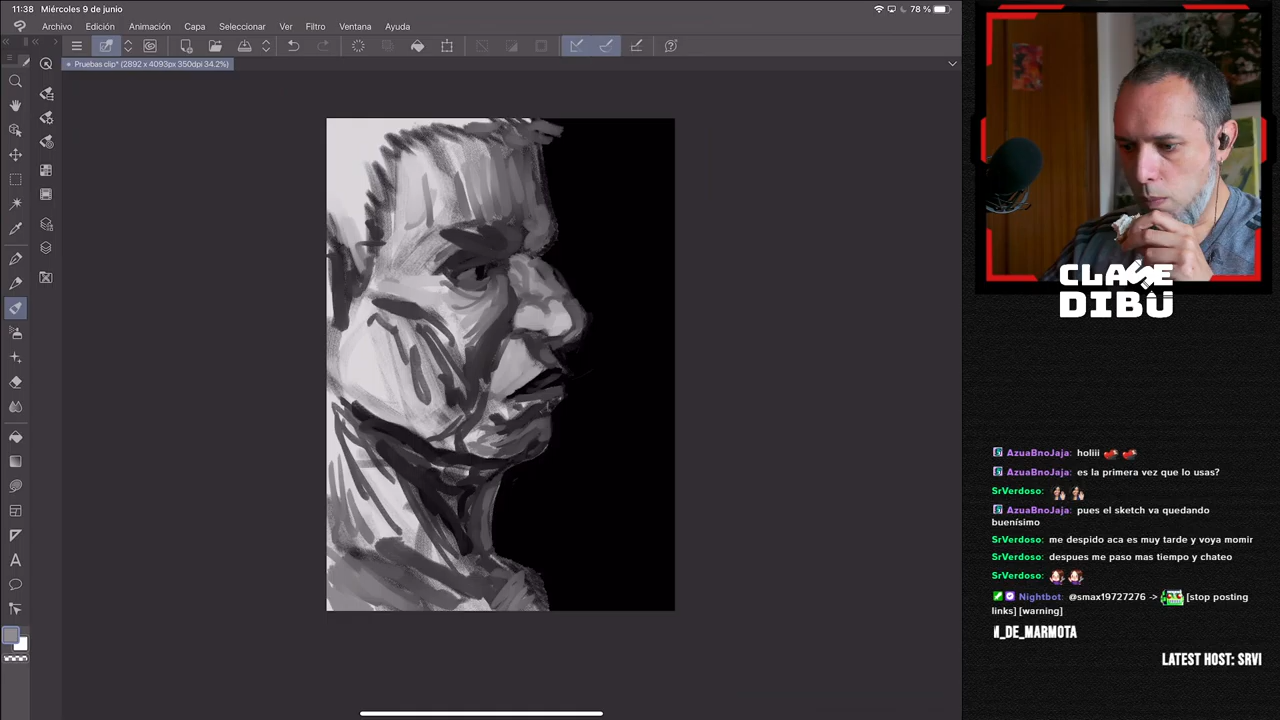 11:38 Miércoles 9 de junio
78 %
Archivo Edición Animación Capa Seleccionar Ver Filtro Ventana Ayuda
Pruebas clip* (2892 x 4093px 350dpi 34.2%)
CLASE
DIBU
AzuaBnoJaja: holiii
AzuaBnoJaja: es la primera vez que lo usas?
SrVerdoso:
AzuaBnoJaja: pues el sketch va quedando
buenísimo
SrVerdoso: me despido aca es muy tarde y voya momir
SrVerdoso: despues me paso mas tiempo y chateo
SrVerdoso:
Nightbot: @smax19727276 -> [stop posting
links] [warning]
_DE_MARMOTA
LATEST HOST: SRVI